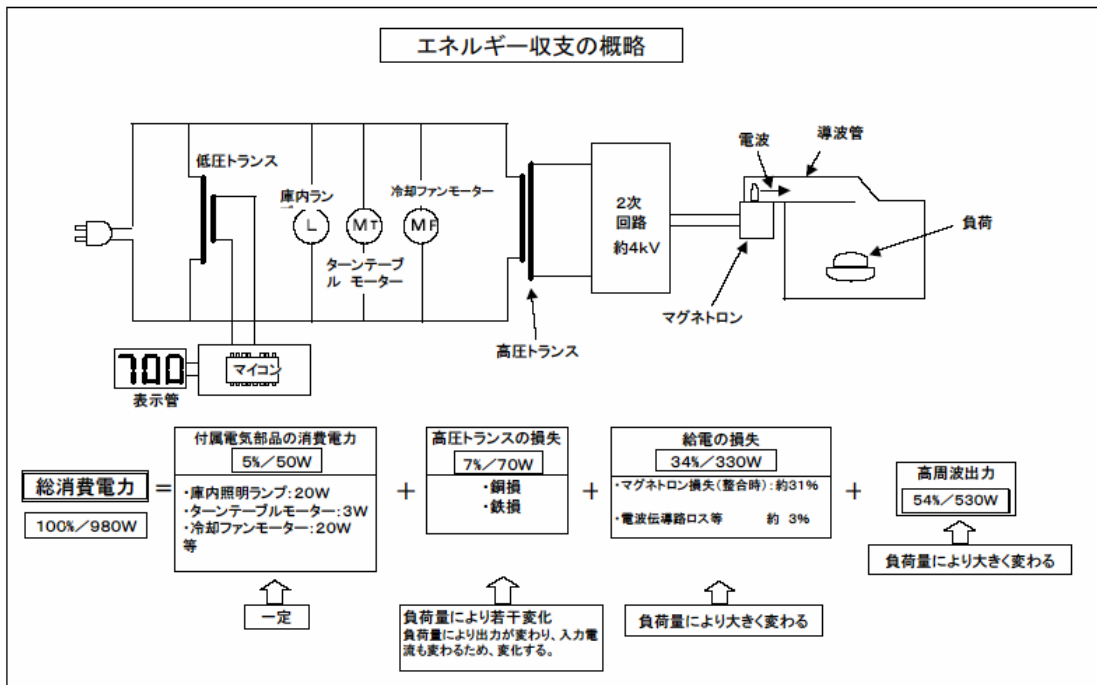 エネルギー収支の概略
低圧トランス
庫内ラン
プ
L
MT
ターンテーブ
ル モーター
冷却ファンモーター
MF
2次
回路
約4kV
電波
導波管
負荷
マグネトロン
高圧トランス
700
表示管
マイコン
総消費電力
100%/980W
=
付属電気部品の消費電力
5%/50W
・庫内照明ランプ:20W
・ターンテーブルモーター:3W
・冷却ファンモーター:20W
等
一定
+
高圧トランスの損失
7%/70W
・銅損
・鉄損
負荷量により若干変化
負荷量により出力が変わり、入力電
流も変わるため、変化する。
+
給電の損失
34%/330W
・マグネトロン損失(整合時):約31%
・電波伝導路ロス等 約 3%
負荷量により大きく変わる
+
高周波出力
54%/530W
負荷量により大きく変わる